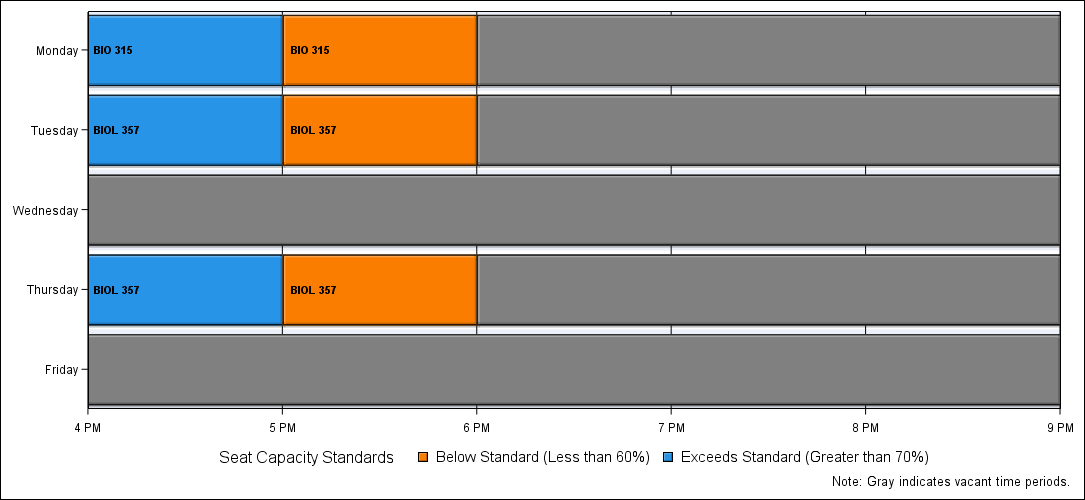 Monday
BIO 315
BIO 315
Tuesday
BIOL 357
BIOL 357
Wednesday
Thursday
BIOL 357
BIOL 357
Friday
4 PM 5 PM 6 PM 7 PM 8 PM 9 PM
Seat Capacity Standards Below Standard (Less than 60%) Exceeds Standard (Greater than 70%)
Note: Gray indicates vacant time periods.